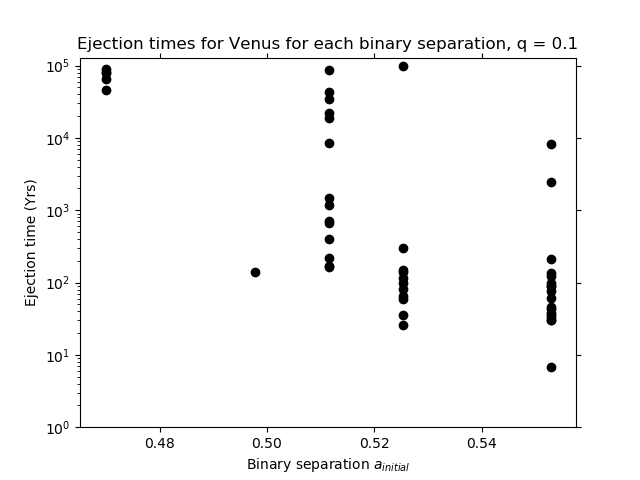 Ejection times for Venus for each binary separation, q = 0.1
10^5
10^4
10^3
10^2
10^1
10^0
Ejection time (Yrs)
0.48 0.50 0.52 0.54
Binary separation a_initial